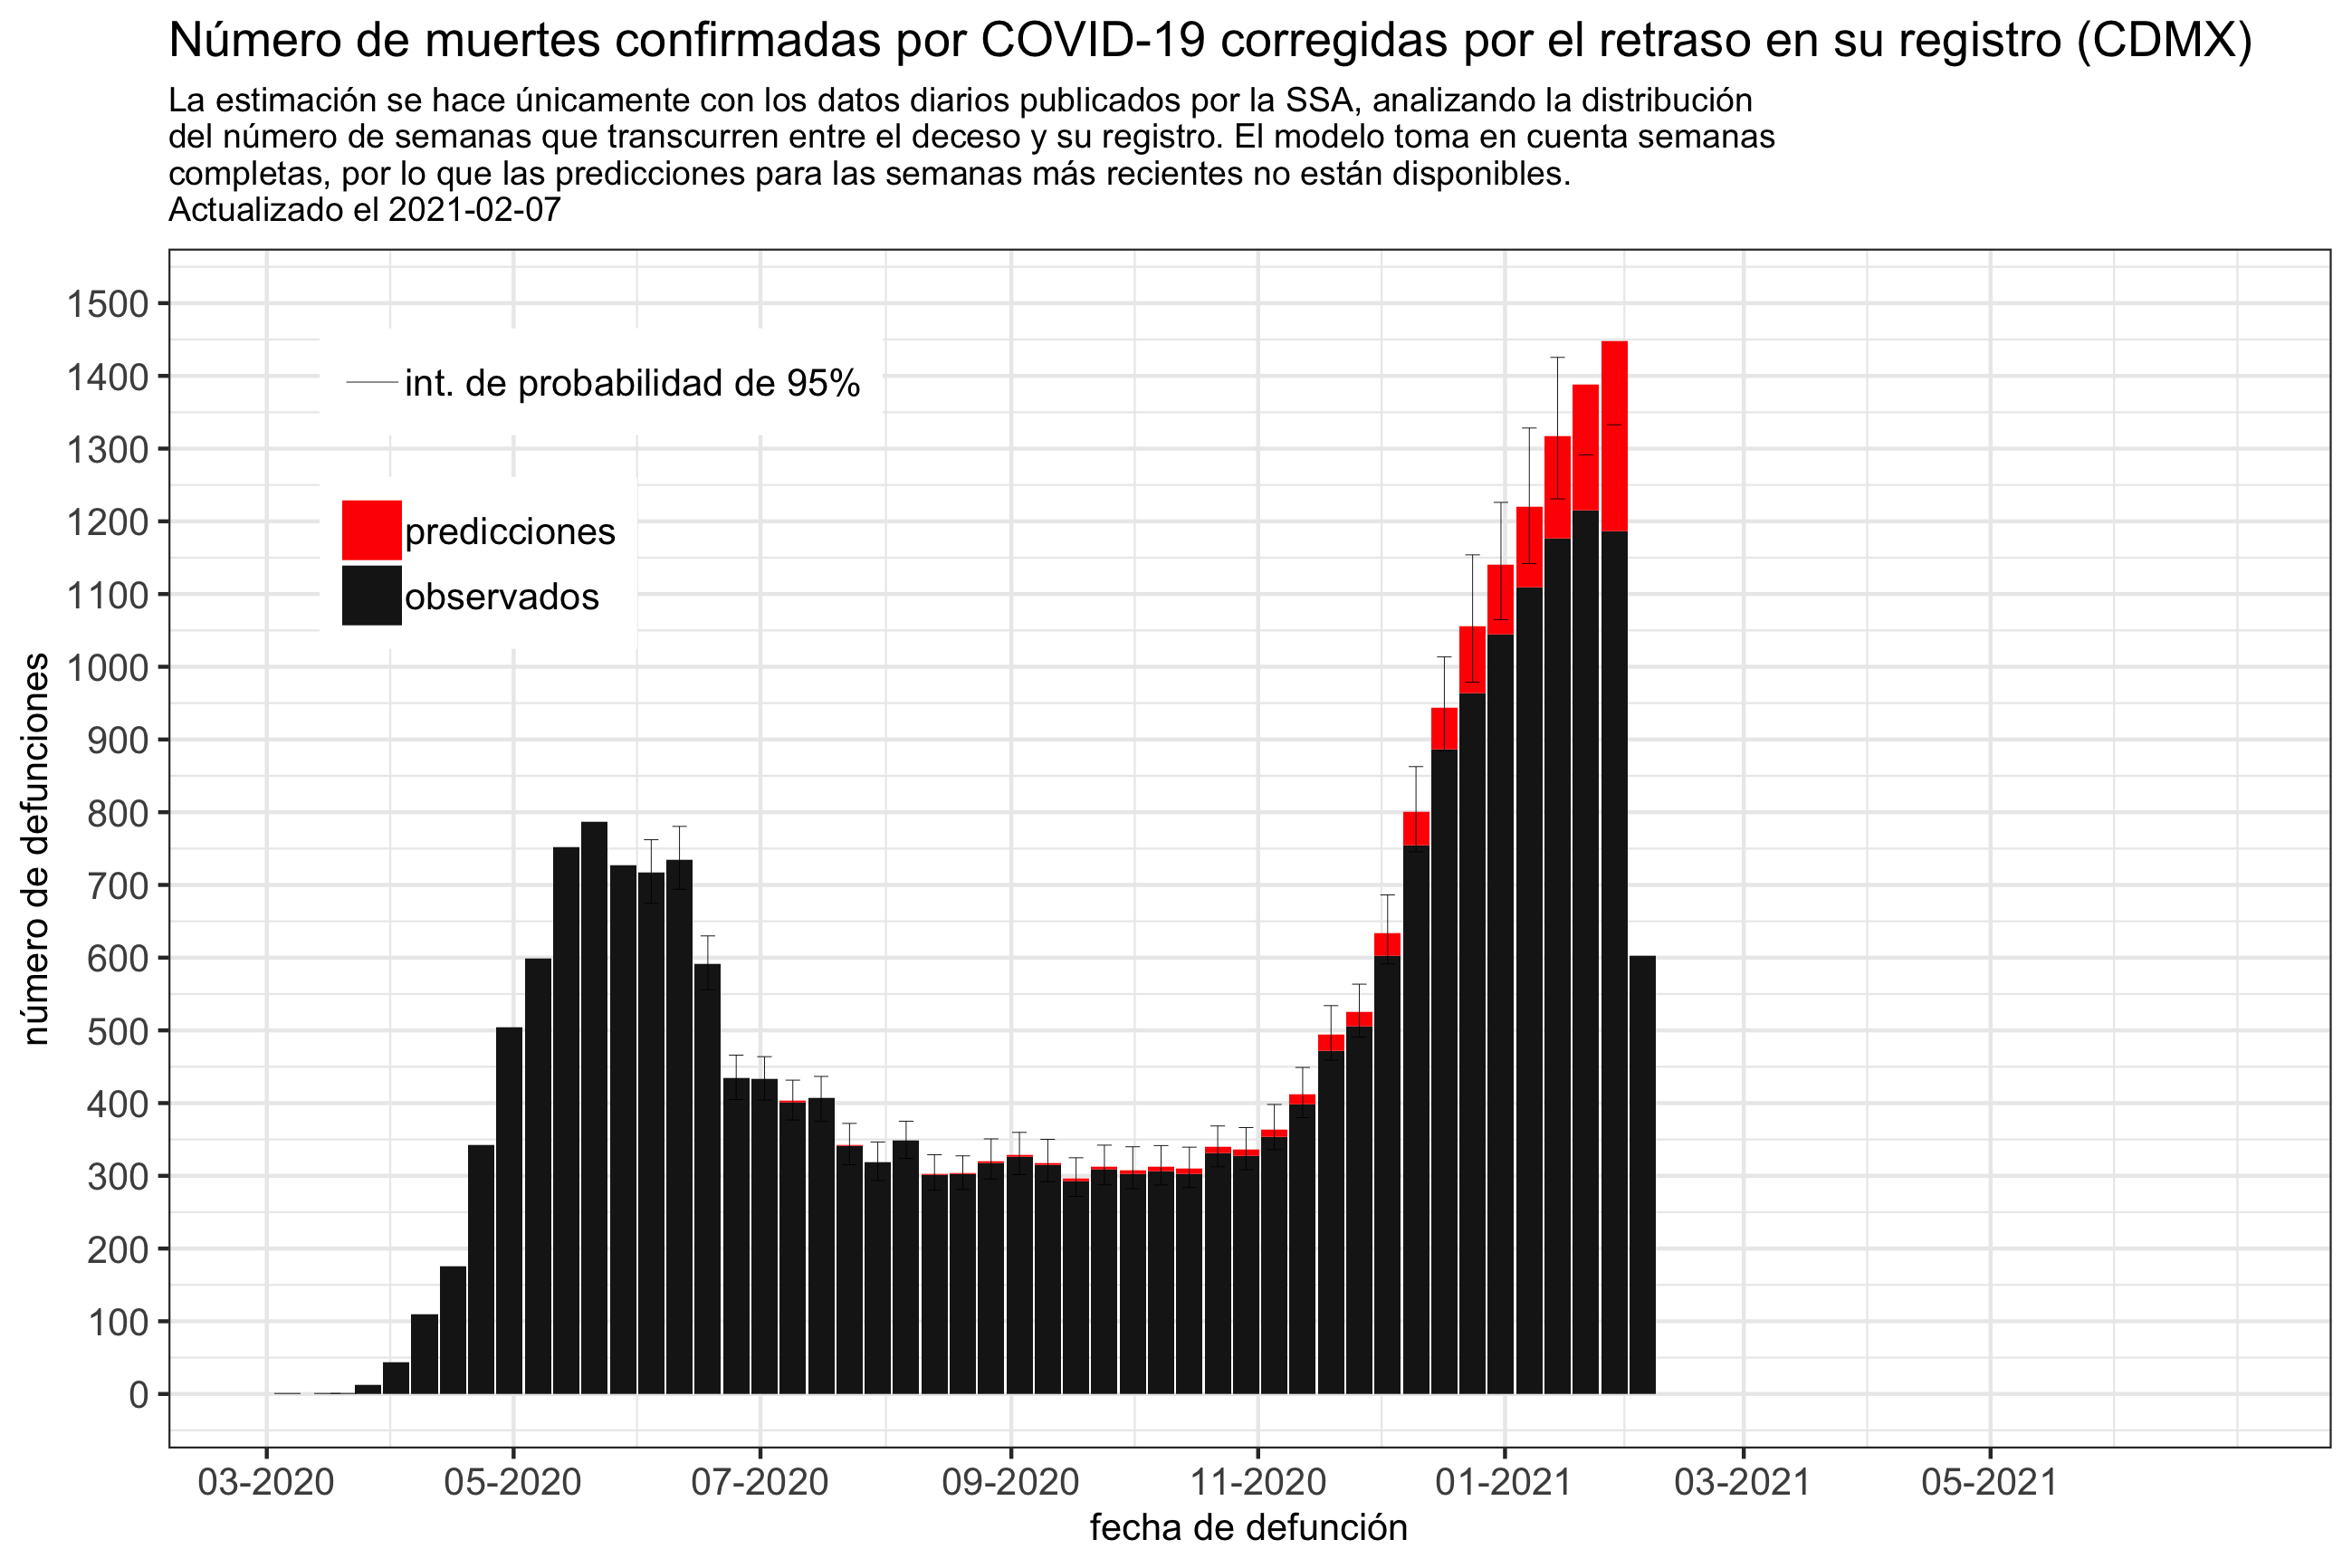 Número de muertes confirmadas por COVID-19 corregidas por el retraso en su registro (CDMX)
La estimación se hace únicamente con los datos diarios publicados por la SSA, analizando la distribución
del número de semanas que transcurren entre el deceso y su registro. El modelo toma en cuenta semanas
completas, por lo que las predicciones para las semanas más recientes no están disponibles.
Actualizado el 2021-02-07
número de defunciones
1500
1400
1300
1200
1100
1000
900
800
700
600
500
400
300
200
100
0
int. de probabilidad de 95%
predicciones
observados
03-2020
05-2020
07-2020
09-2020
11-2020
01-2021
03-2021
05-2021
fecha de defunción